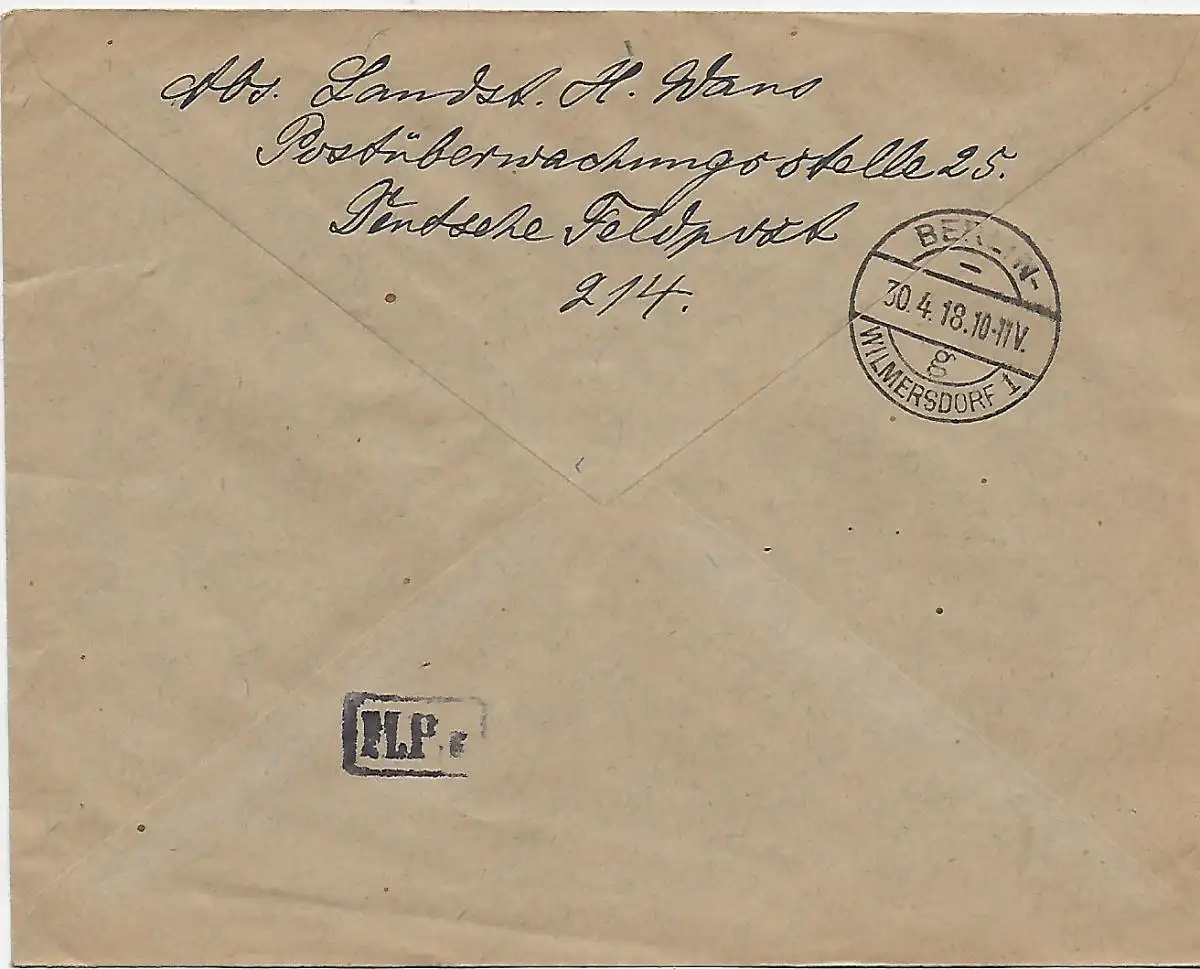 Abs. Landst. H. Wans
Postüberwachungsstelle 25.
Deutsche Feldpost
214.
BERLIN-
30.4.18.10-11V.
g
WILMERSDORF 1
M.P.